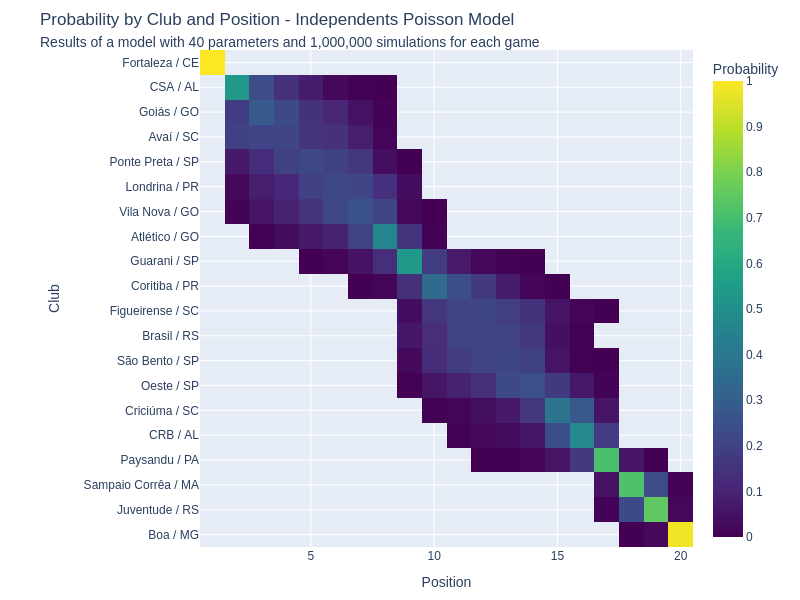 Probability by Club and Position - Independents Poisson Model
Results of a model with 40 parameters and 1,000,000 simulations for each game
Probability
Fortaleza / CE
CSA / AL
Goiás / GO
Avaí / SC
Ponte Preta / SP
Londrina / PR
Vila Nova / GO
Atlético / GO
Guarani / SP
Coritiba / PR
Figueirense / SC
Brasil / RS
São Bento / SP
Oeste / SP
Criciúma / SC
CRB / AL
Paysandu / PA
Sampaio Corrêa / MA
Juventude / RS
Boa / MG
Club
5
10
15
20
Position
1
0.9
0.8
0.7
0.6
0.5
0.4
0.3
0.2
0.1
0